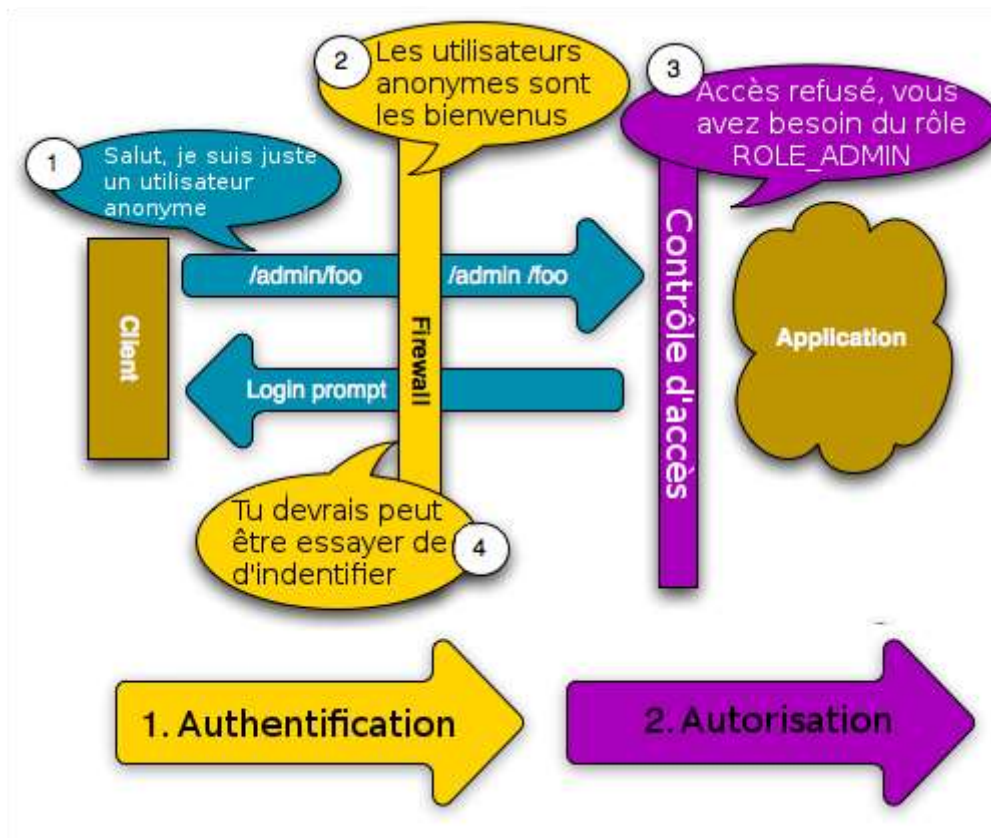 1
Salut, je suis juste
un utilisateur
anonyme
2
Les utilisateurs
anonymes sont
les bienvenus
3
Accès refusé, vous
avez besoin du rôle
ROLE_ADMIN
Client
/admin/foo
/admin /foo
Firewall
Login prompt
Contrôle d'accès
Application
Tu devrais peut
être essayer de
d'indentifier
4
1. Authentification
2. Autorisation